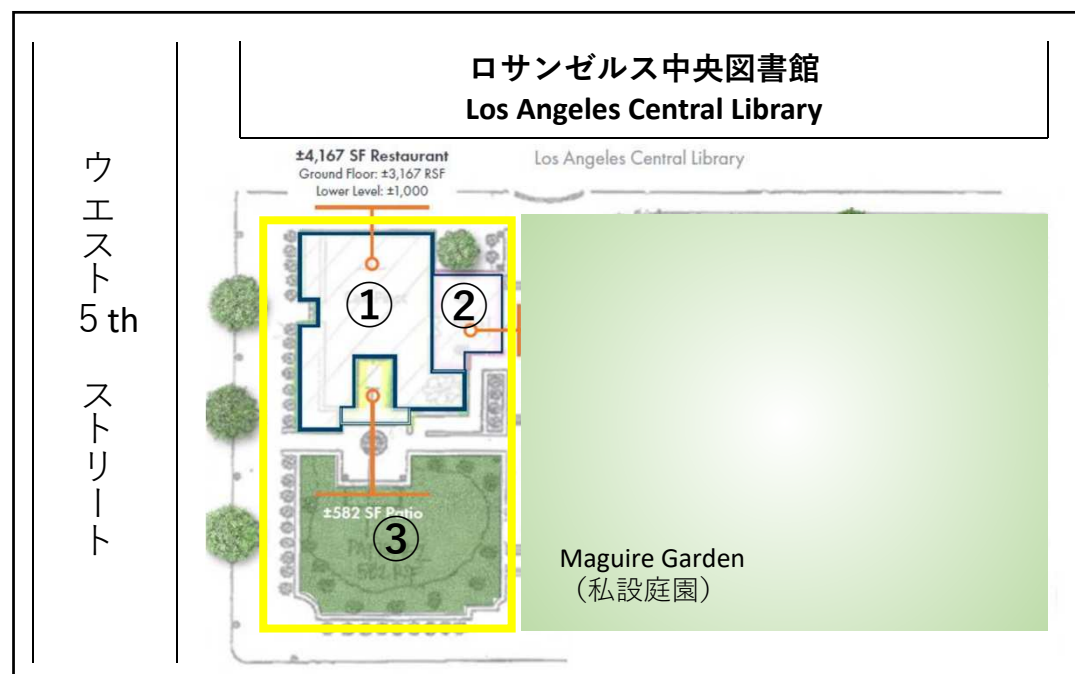 ロサンゼルス中央図書館
Los Angeles Central Library
±4,167 SF Restaurant
Ground Floor: ±3,167 RSF
Lower Level: ±1,000
Los Angeles Central Library
ウエスト5thストリート
①
②
±582 SF Patio
③
Maguire Garden
（私設庭園）